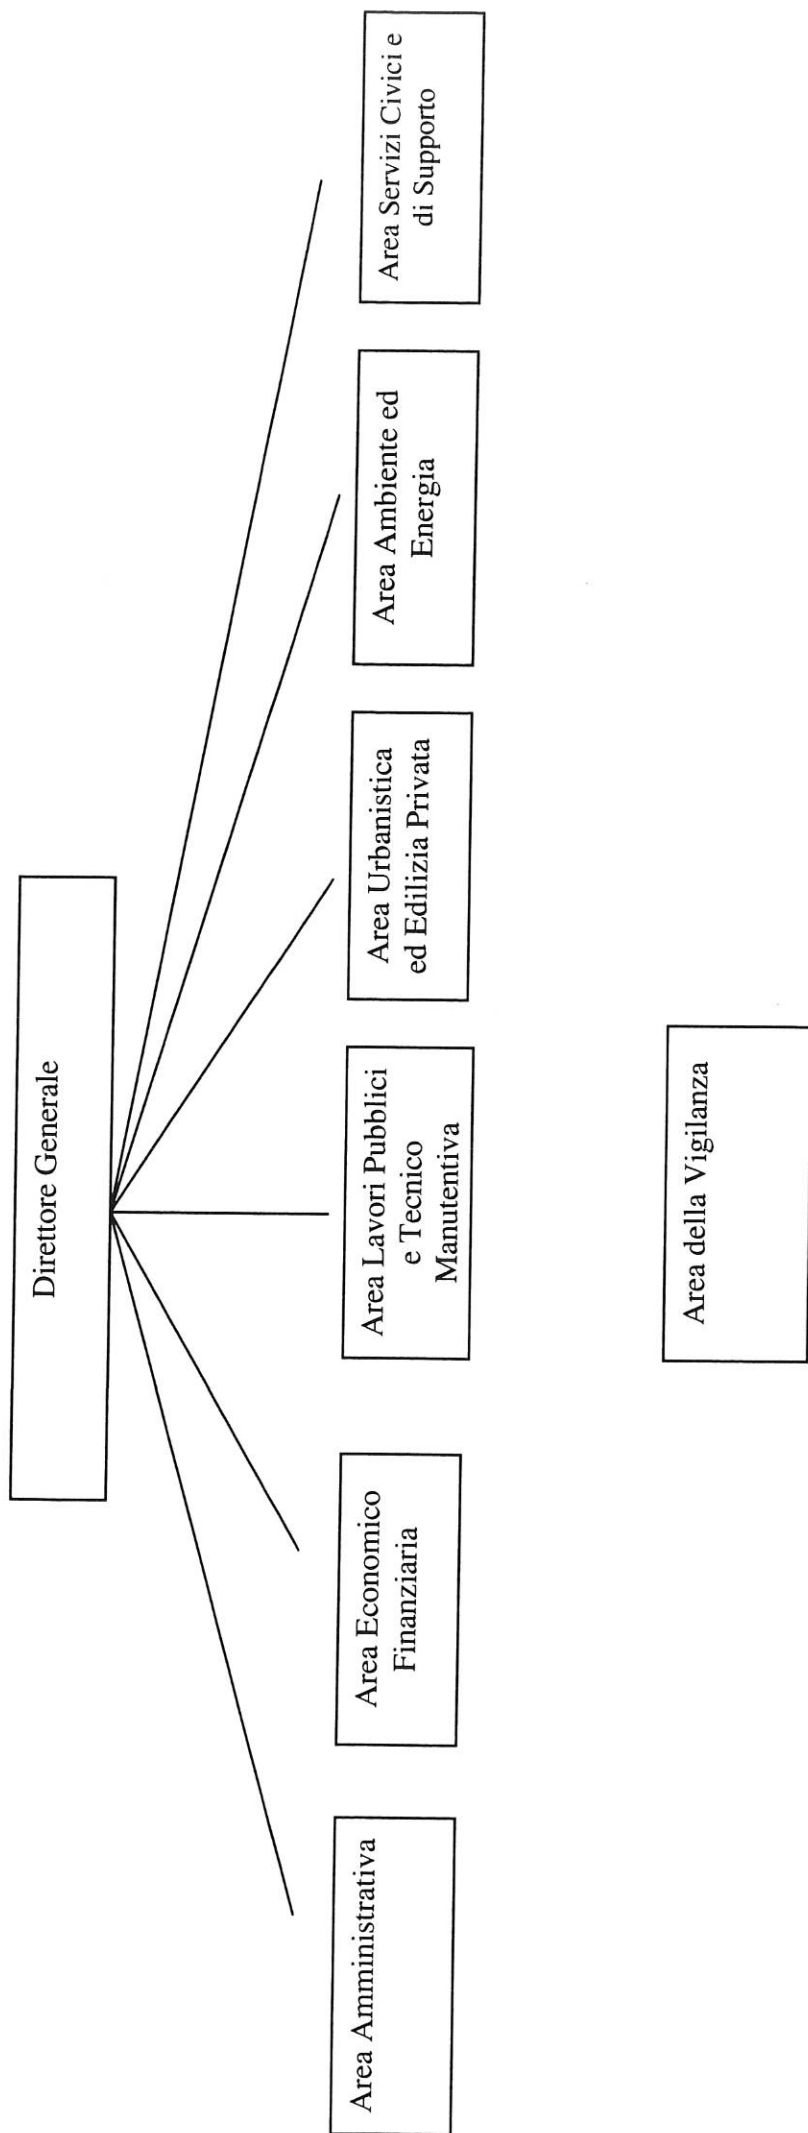 Direttore Generale
Area Amministrativa
Area Economico
Finanziaria
Area Lavori Pubblici
e Tecnico
Manutentiva
Area Urbanistica
ed Edilizia Privata
Area Ambiente ed
Energia
Area Servizi Civici e
di Supporto
Area della Vigilanza